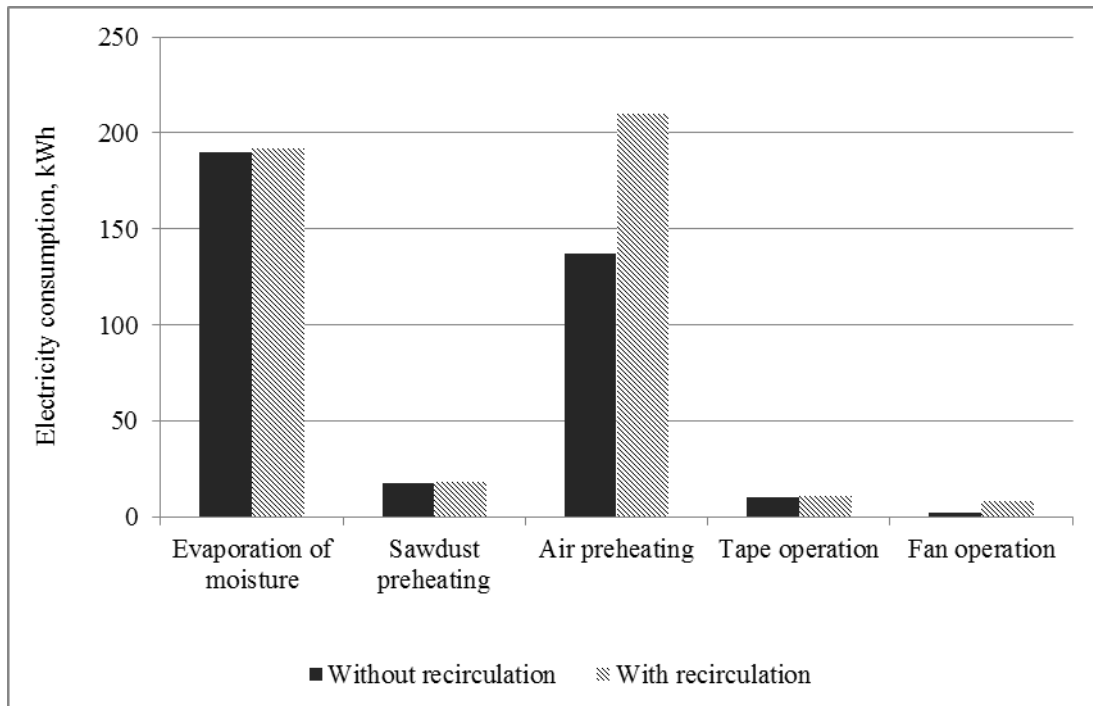 250
200
150
100
50
0
Electricity consumption, kWh
Evaporation of
moisture
Sawdust
preheating
Air preheating
Tape operation
Fan operation
Without recirculation
With recirculation